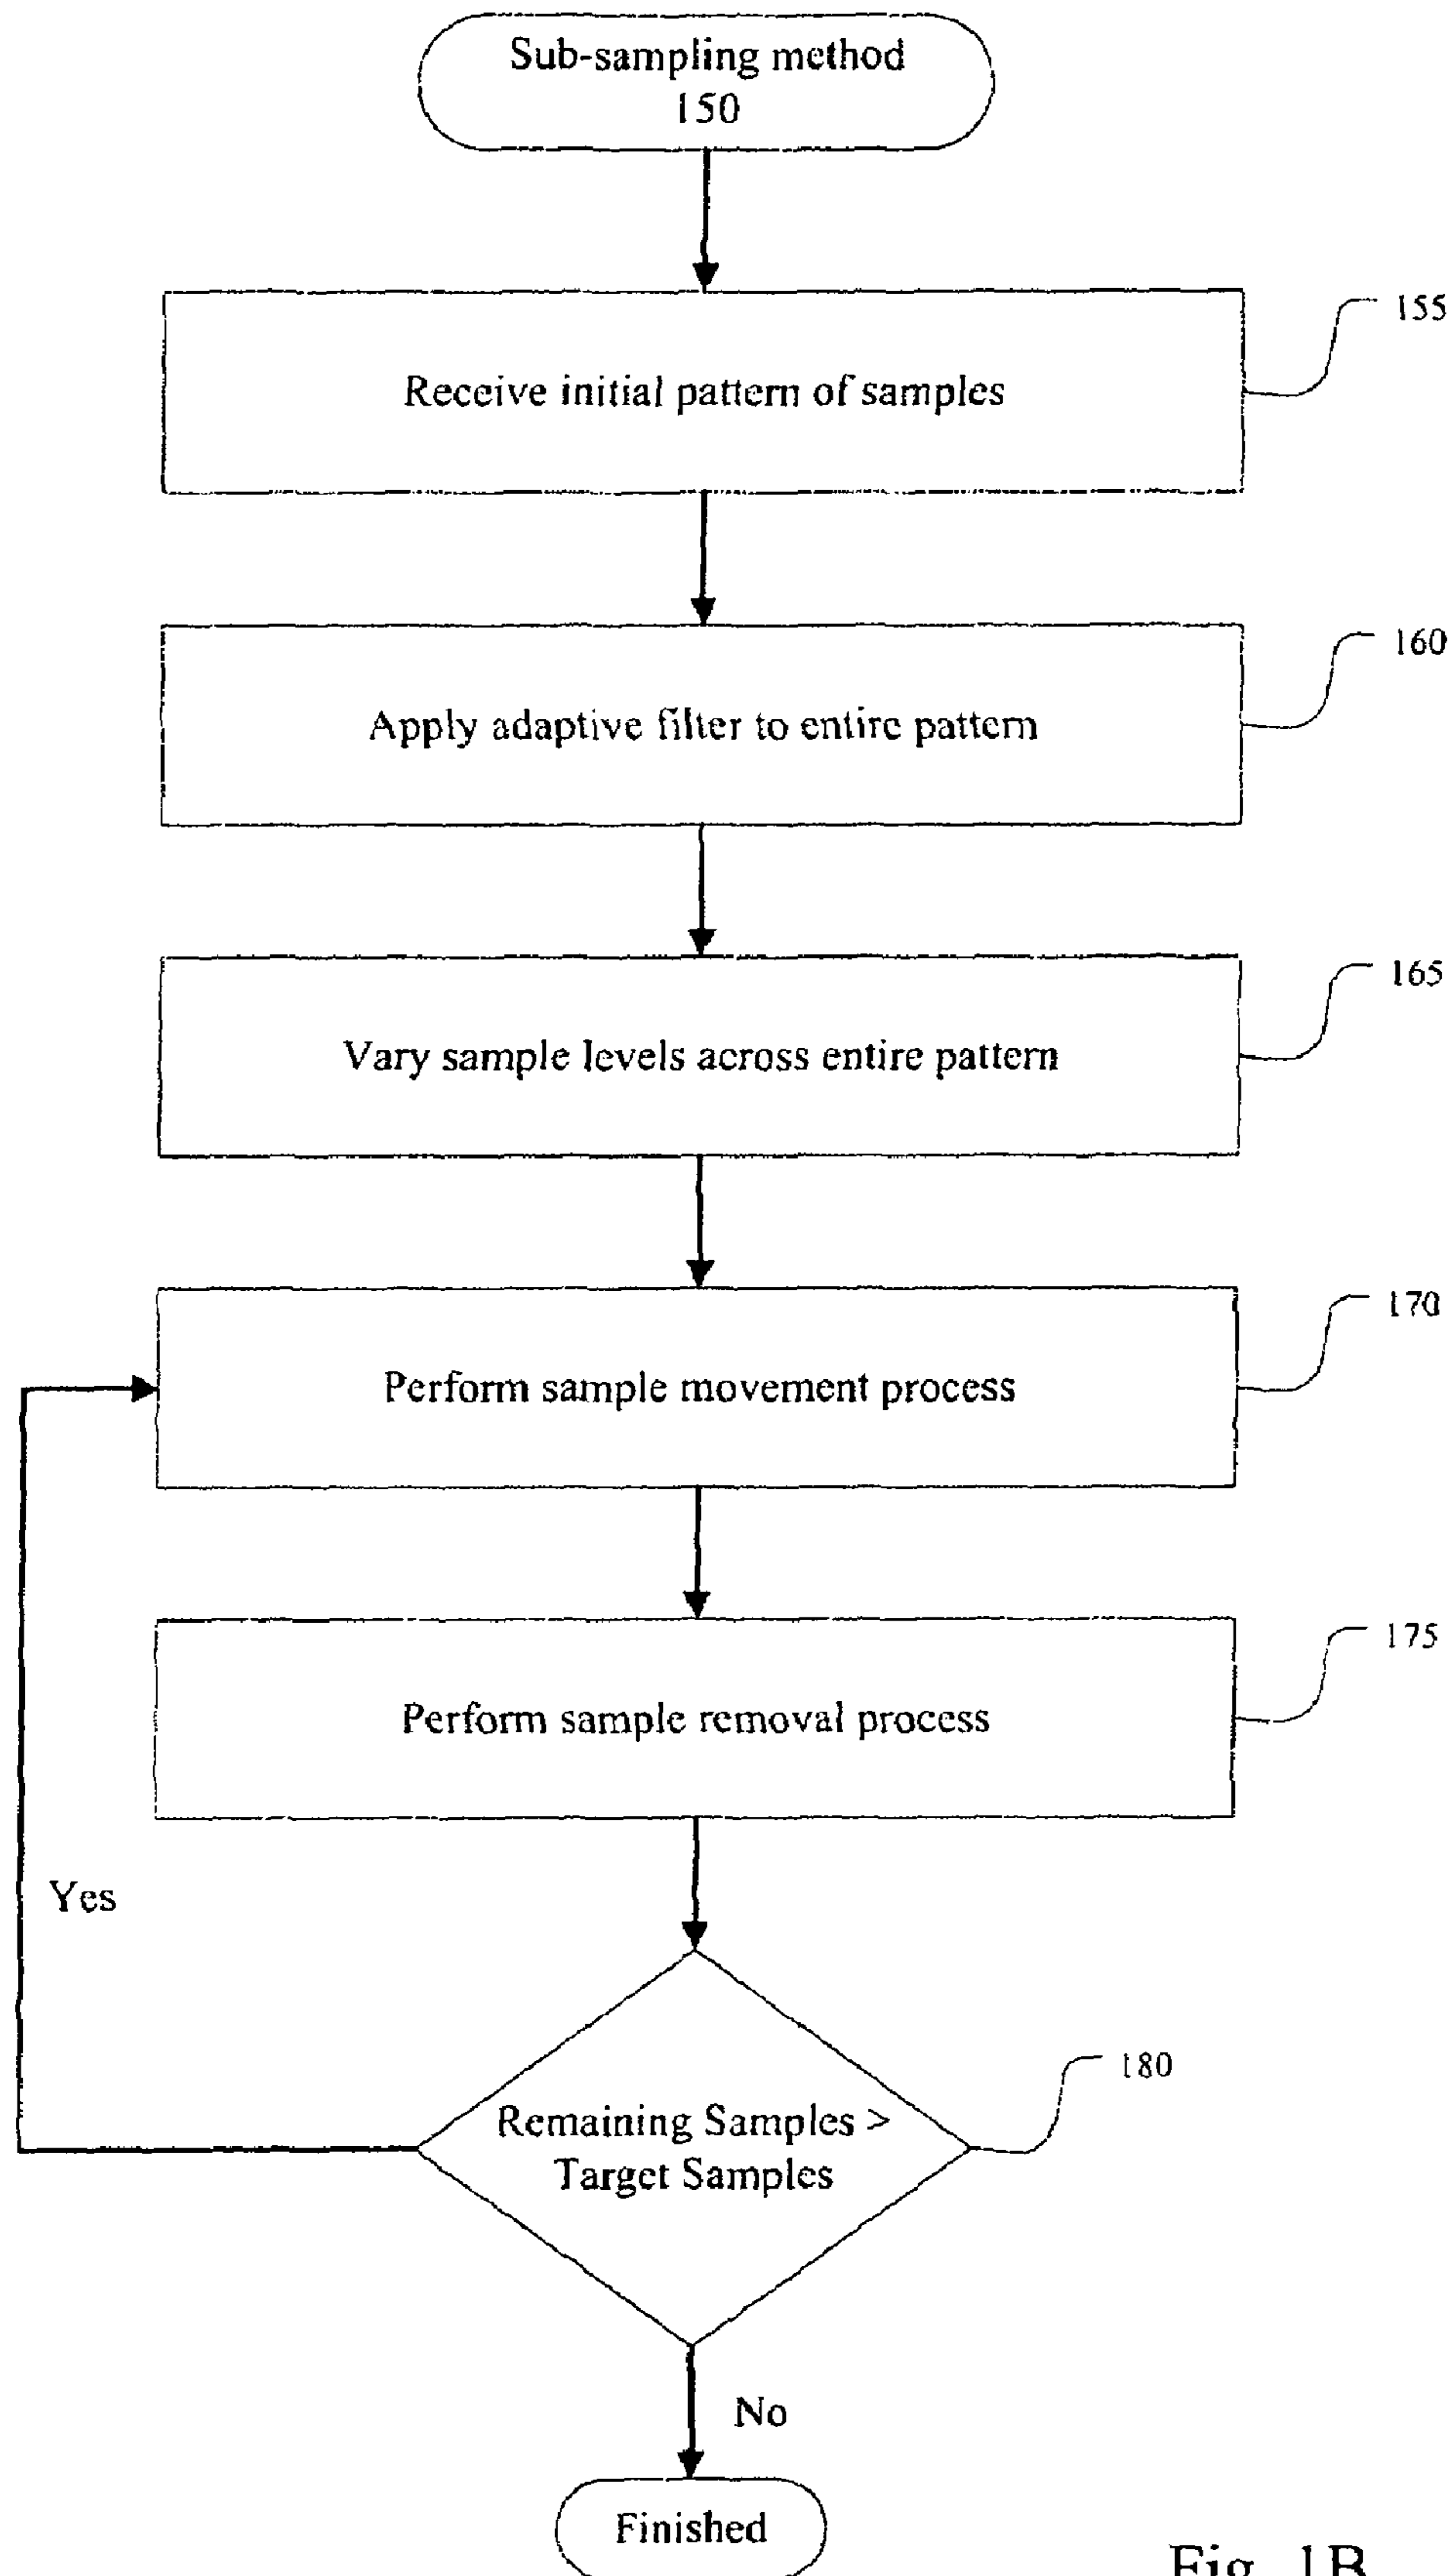 Sub-sampling method
150
155
Receive initial pattern of samples
160
Apply adaptive filter to entire pattern
165
Vary sample levels across entire pattern
170
Perform sample movement process
175
Perform sample removal process
Yes
180
Remaining Samples >
Target Samples
No
Finished
Fig. 1B